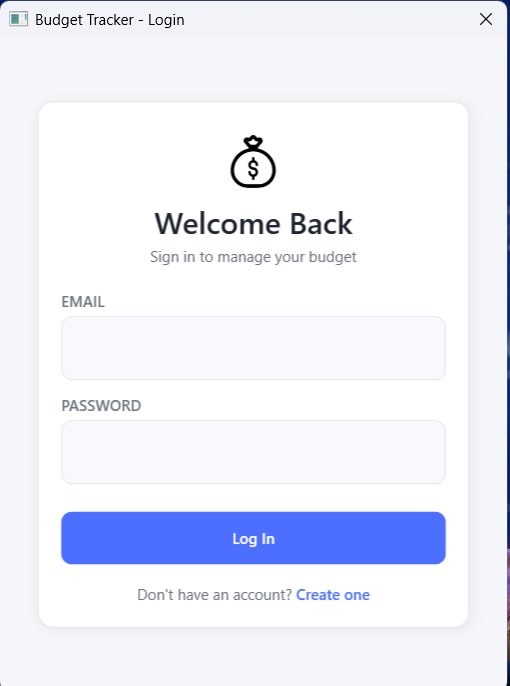 Budget Tracker - Login
$
Welcome Back
Sign in to manage your budget
EMAIL
PASSWORD
Log In
Don't have an account? Create one